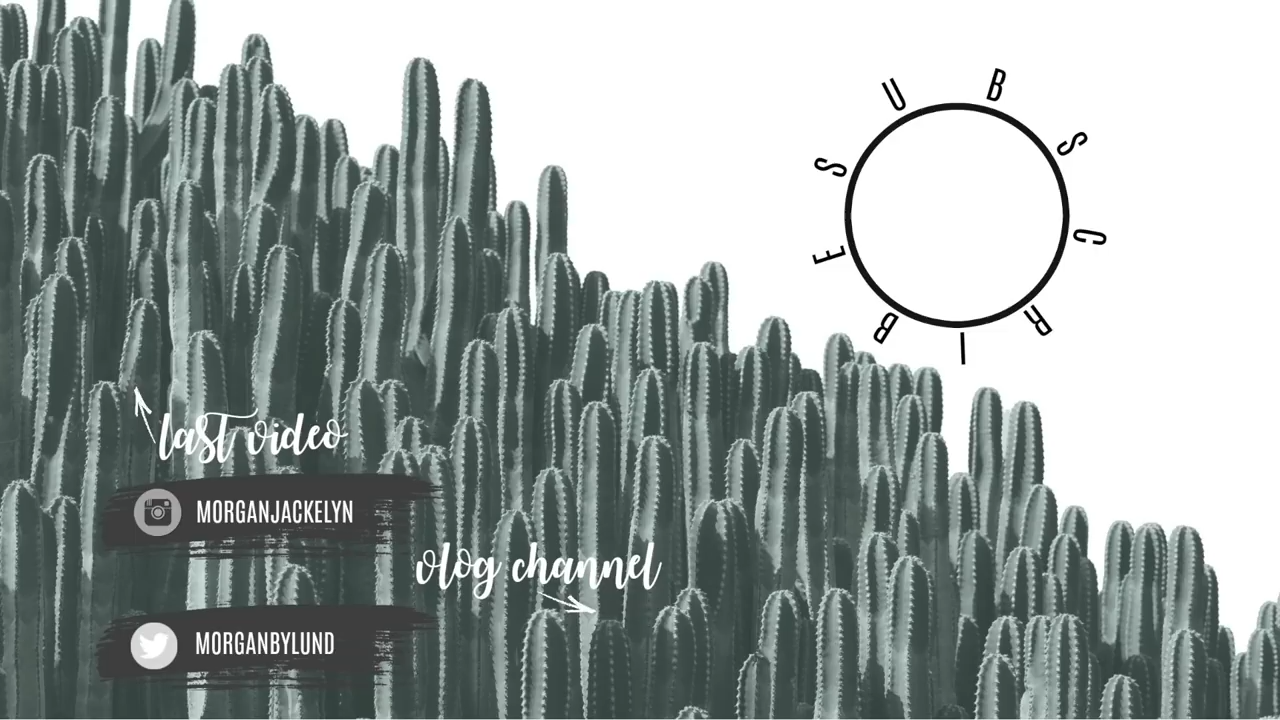 SUBSCRIBE
last video
MORGANJACKELYN
vlog channel
MORGANBYLUND